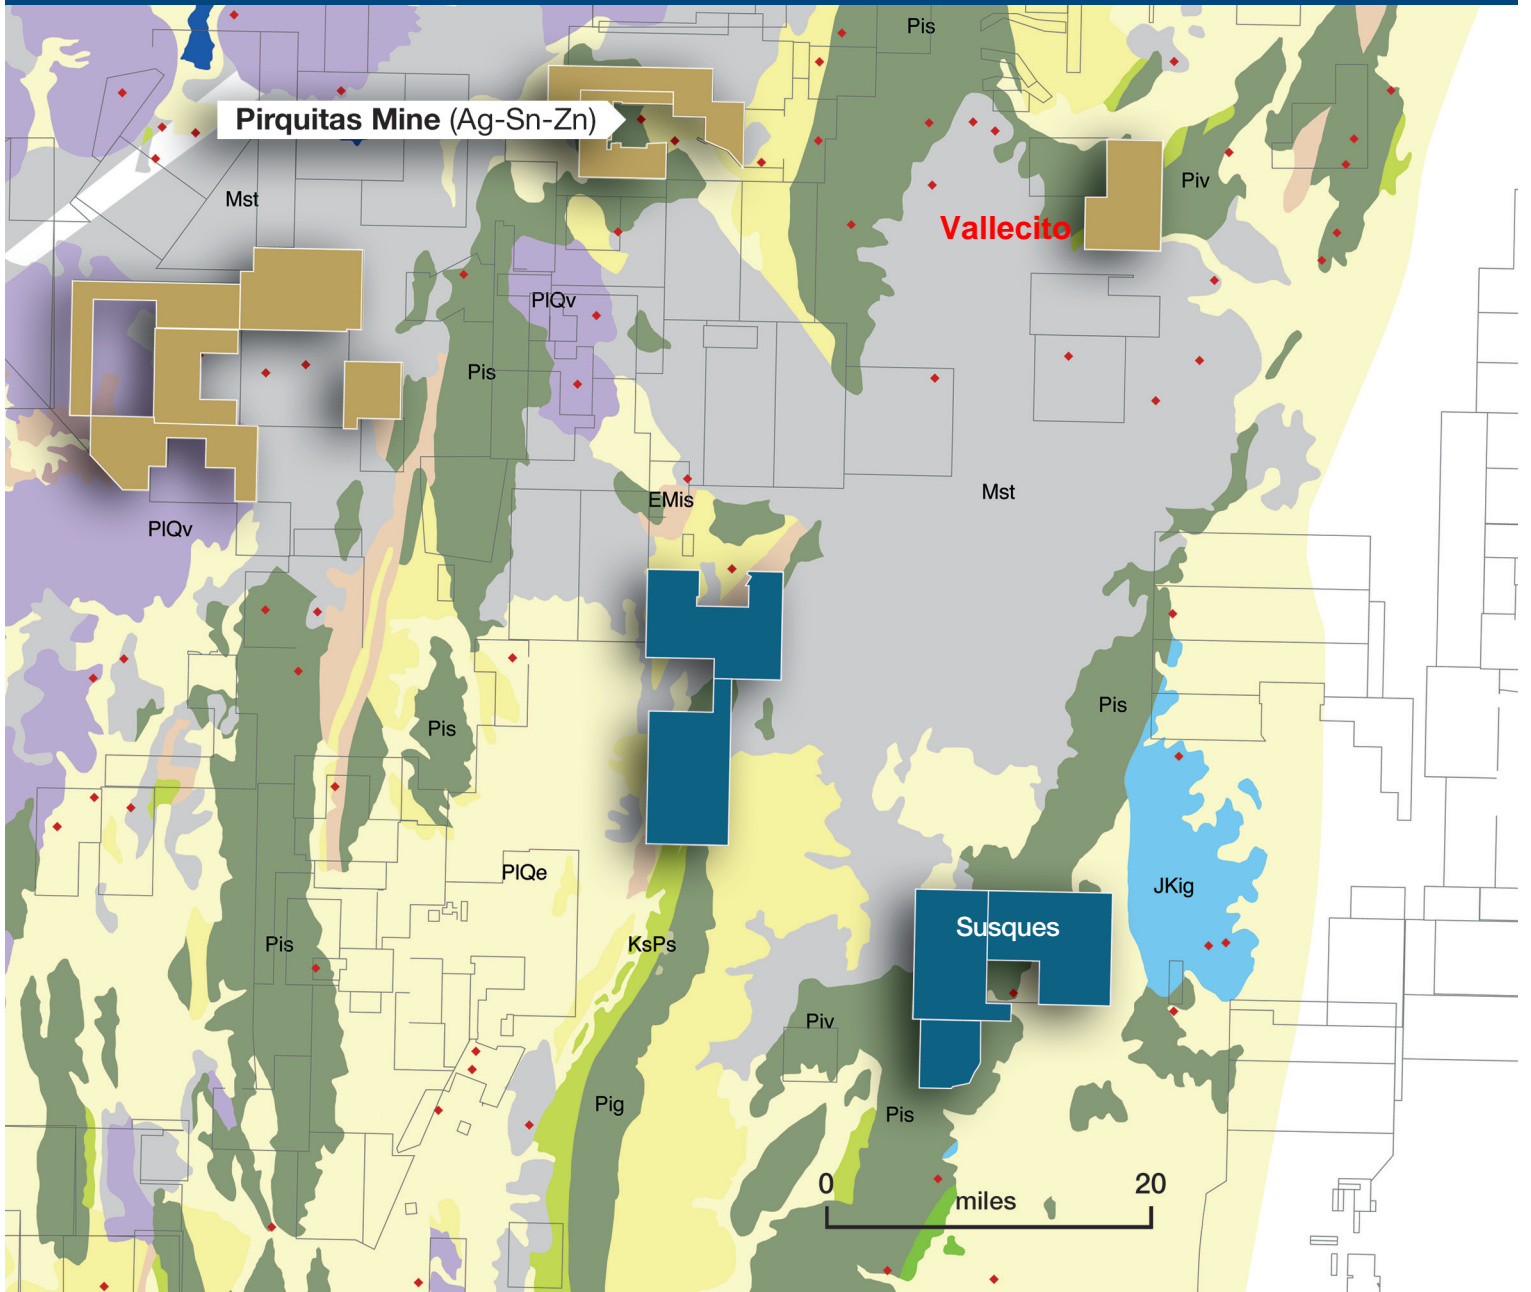 Pis
Pirquitas Mine (Ag-Sn-Zn)
Mst
Piv
Vallecito
PlQv
Pis
EMis
Mst
PlQv
Pis
Pis
PlQe
JKig
Susques
Pis
KsPs
Piv
Pig
Pis
0 miles 20